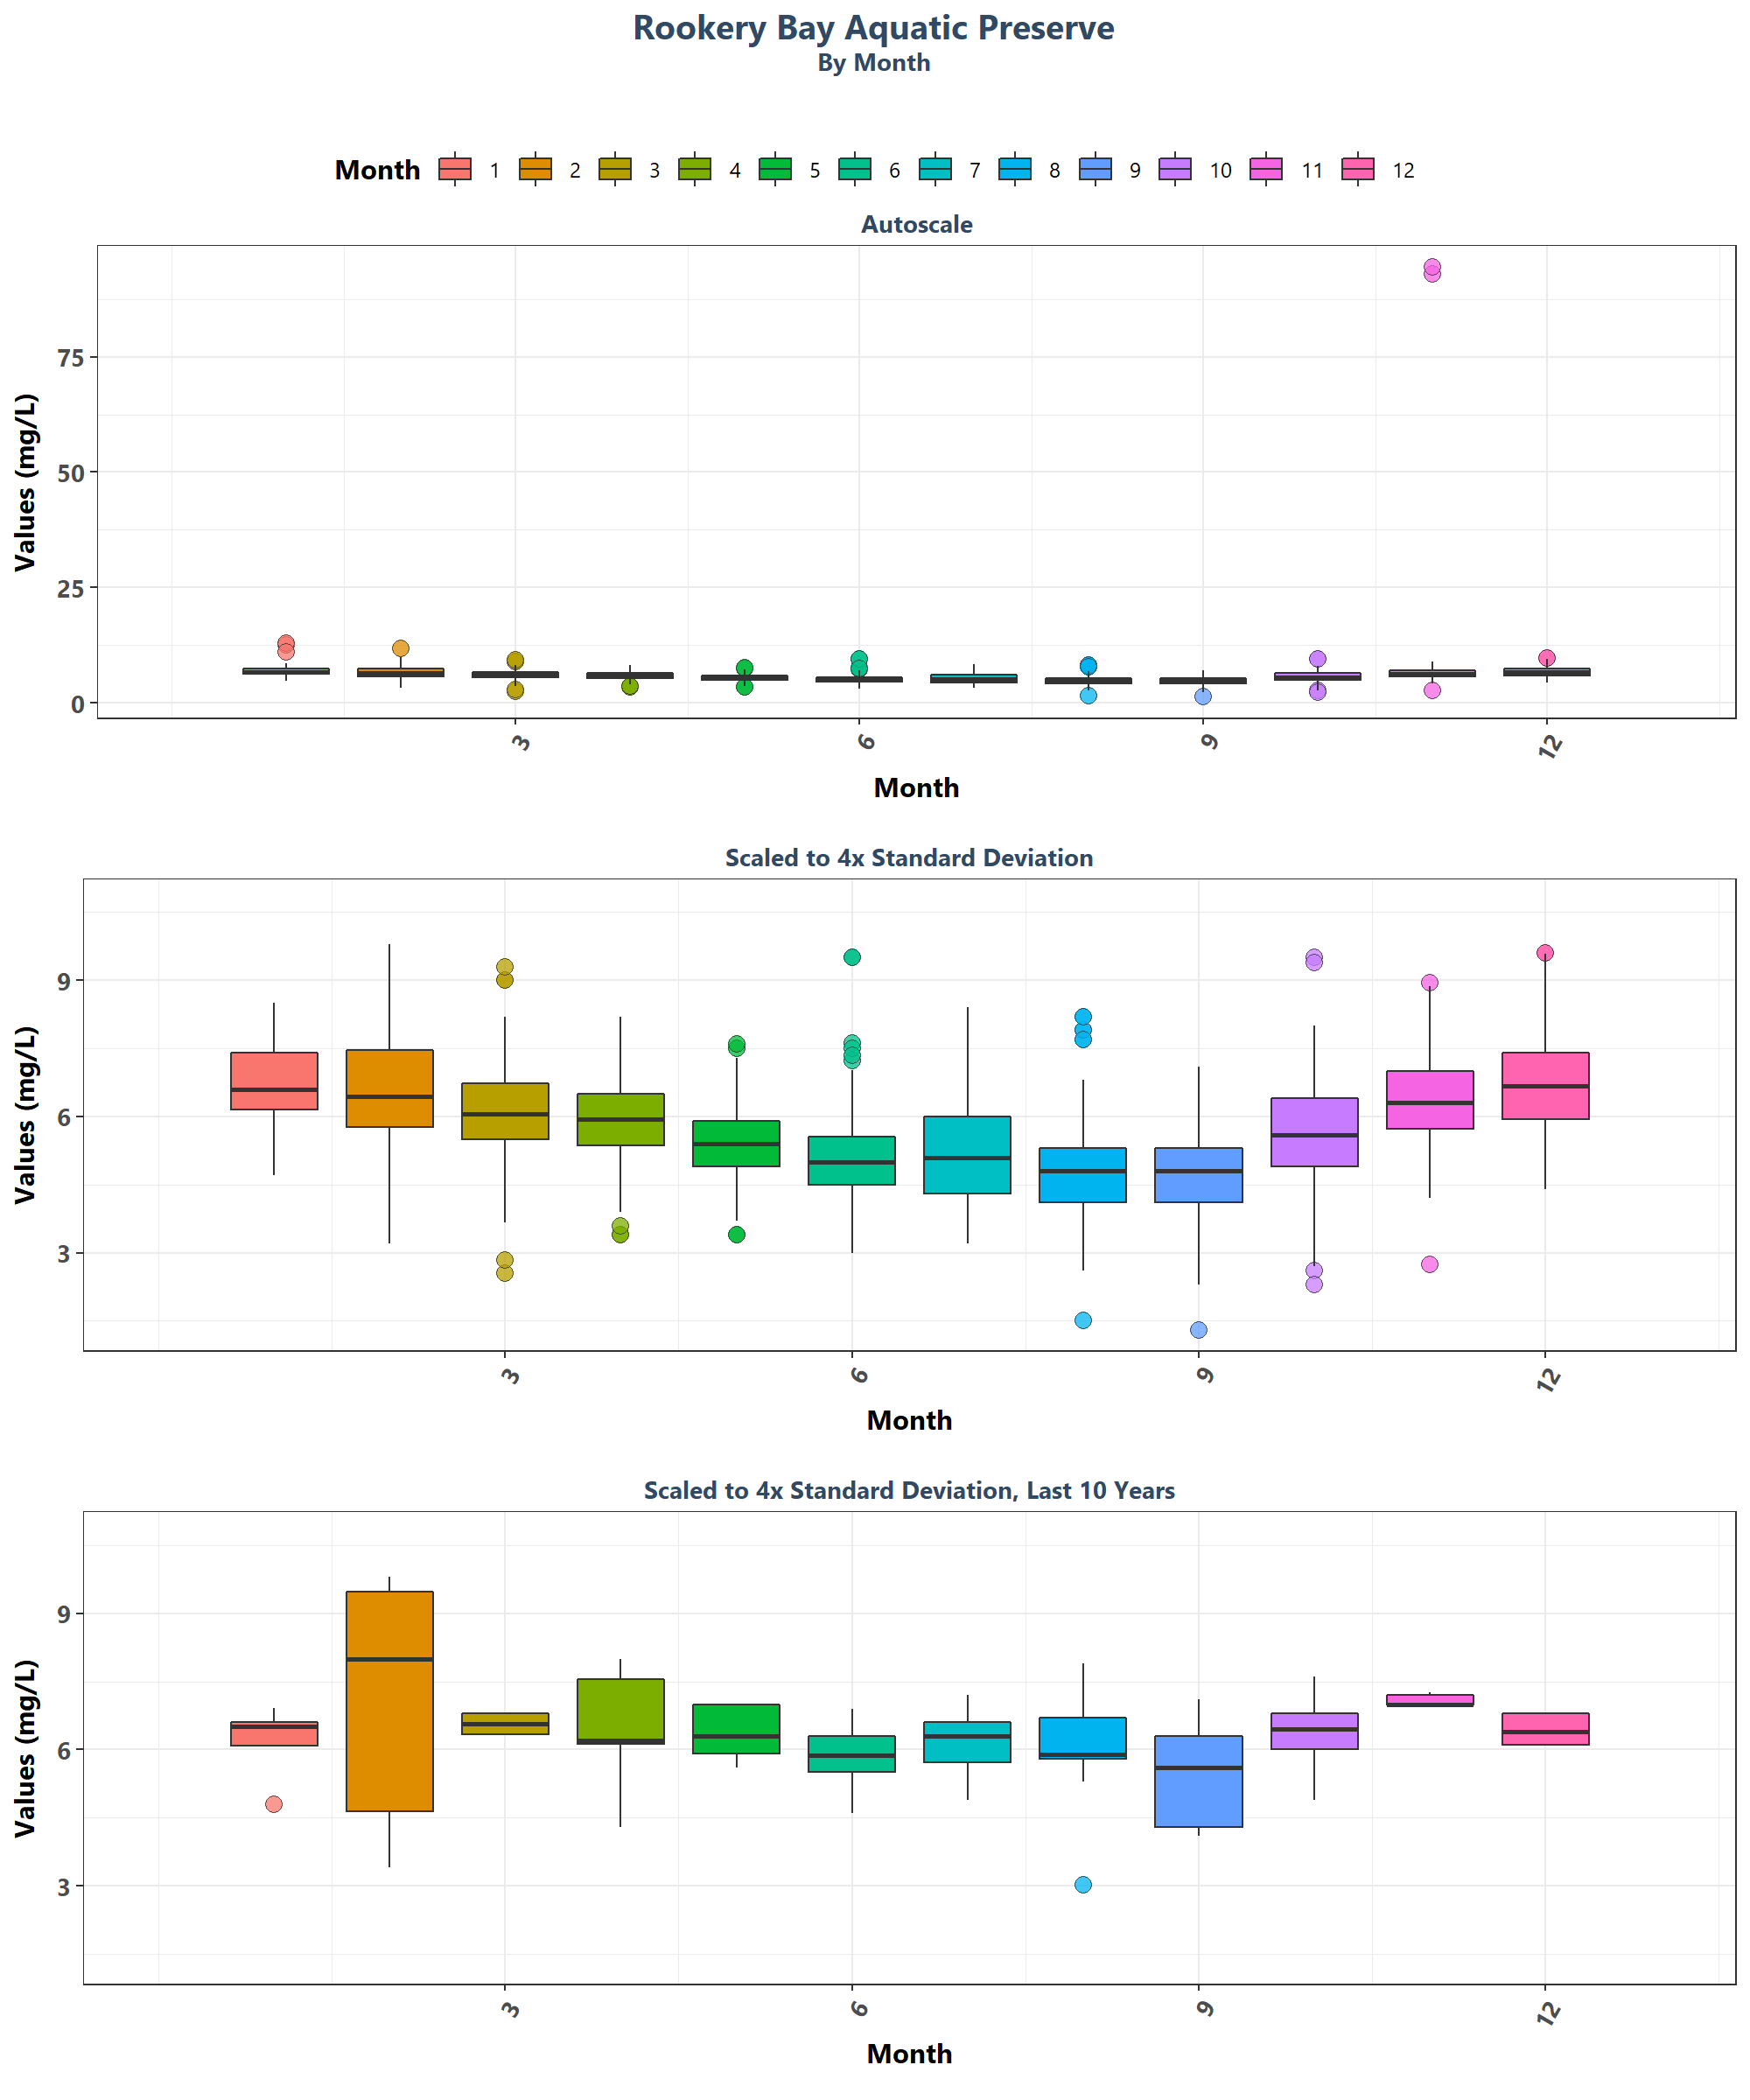 Rookery Bay Aquatic Preserve
By Month
Month 1 2 3 4 5 6 7 8 9 10 11 12
Autoscale
Values (mg/L)
75
50
25
0
3 6 9 12
Month
Scaled to 4x Standard Deviation
Values (mg/L)
9
6
3
3 6 9 12
Month
Scaled to 4x Standard Deviation, Last 10 Years
Values (mg/L)
9
6
3
3 6 9 12
Month